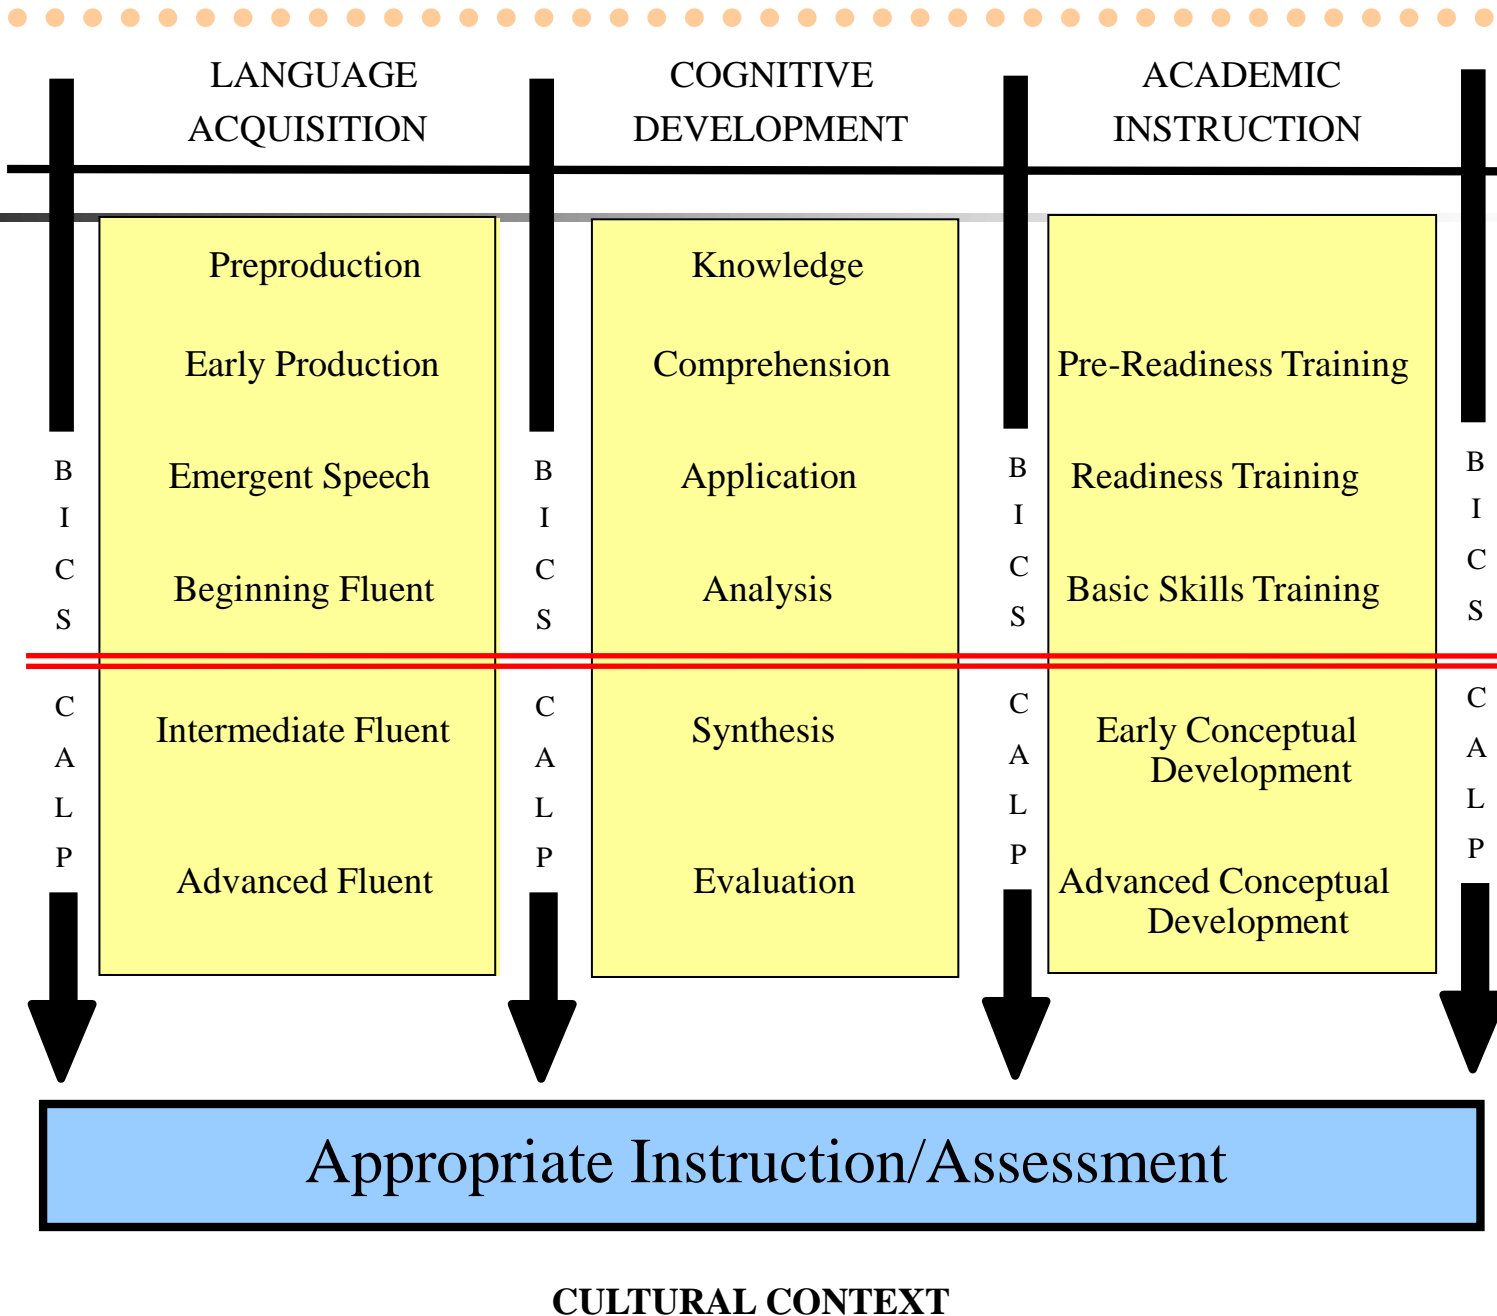 LANGUAGE
ACQUISITION
COGNITIVE
DEVELOPMENT
ACADEMIC
INSTRUCTION
B
I
C
S
C
A
L
P
Preproduction
Early Production
Emergent Speech
Beginning Fluent
Intermediate Fluent
Advanced Fluent
B
I
C
S
C
A
L
P
Knowledge
Comprehension
Application
Analysis
Synthesis
Evaluation
B
I
C
S
C
A
L
P
Pre-Readiness Training
Readiness Training
Basic Skills Training
Early Conceptual
Development
Advanced Conceptual
Development
B
I
C
S
C
A
L
P
Appropriate Instruction/Assessment
CULTURAL CONTEXT